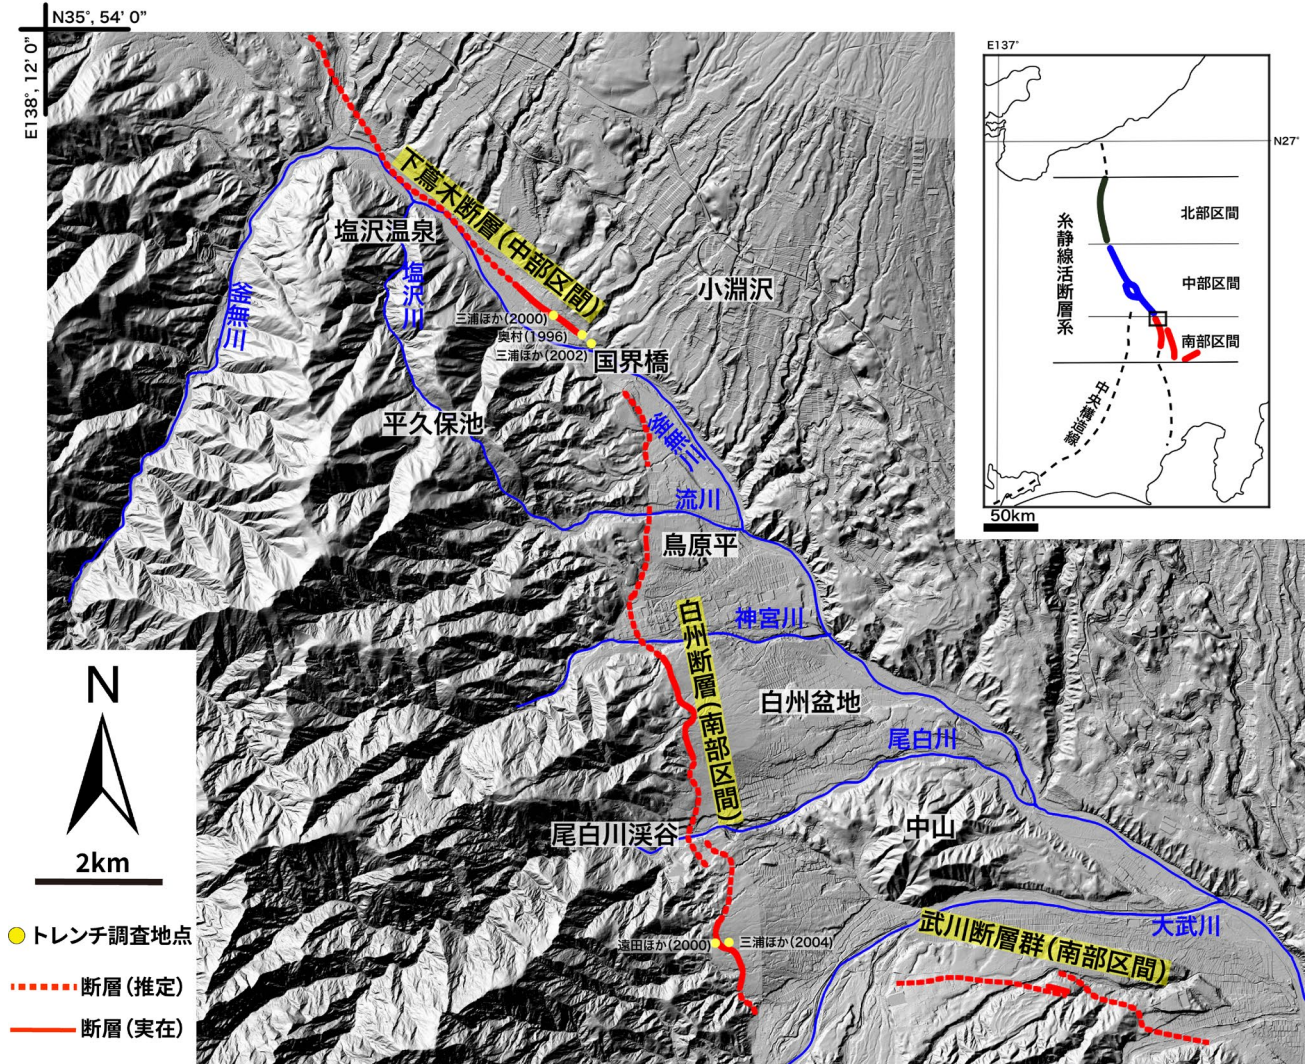 N35°, 54′ 0″
E138°, 12′ 0″
E137°
N27°
糸静線活断層系
北部区間
中部区間
南部区間
中央構造線
50km
下蔦木断層(中部区間)
塩沢温泉
塩沢川
釜無川
小淵沢
三浦ほか(2000)
奥村(1996)
三浦ほか(2002)
国界橋
平久保池
釜無川
流川
鳥原平
神宮川
白州断層(南部区間)
白州盆地
尾白川
尾白川渓谷
中山
大武川
武川断層群(南部区間)
遠田ほか(2000)
三浦ほか(2004)
N
2km
トレンチ調査地点
断層(推定)
断層(実在)